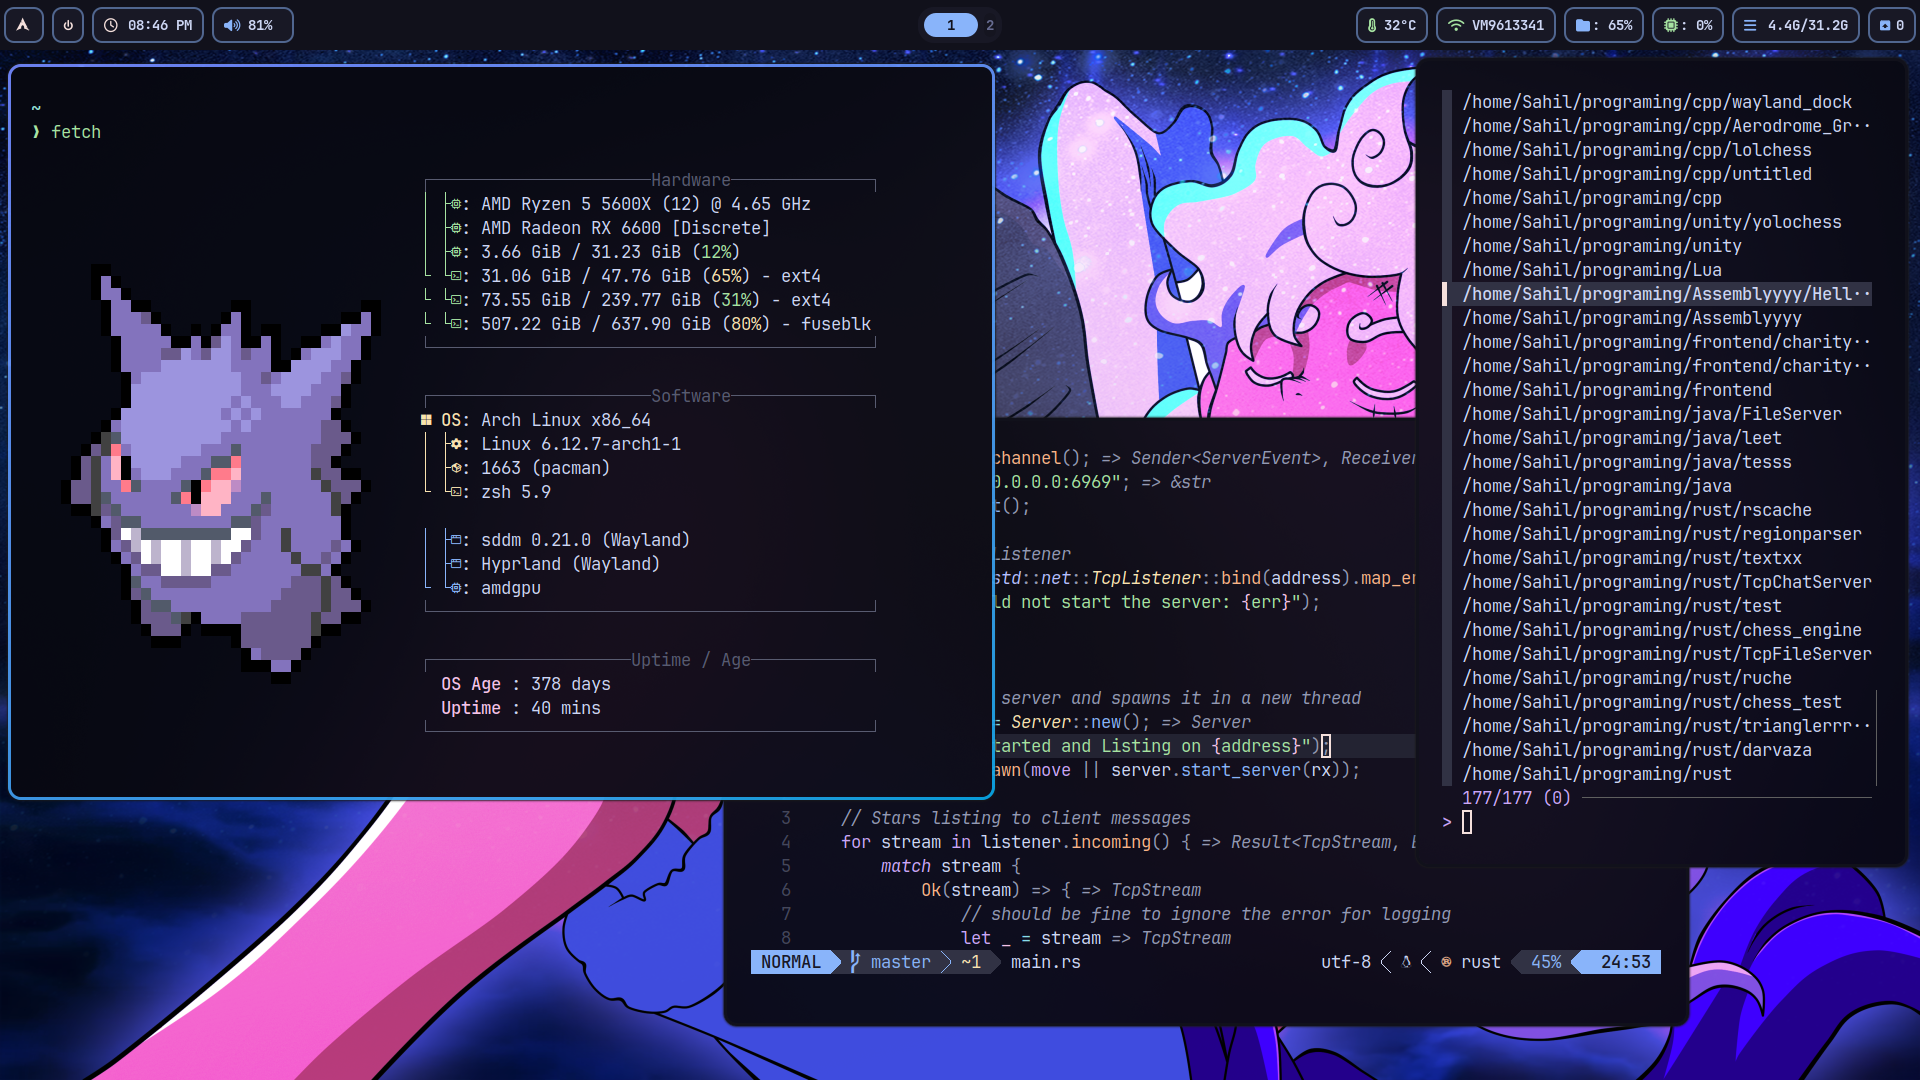 08:46 PM
81%
1
2
32°C
VM9613341
: 65%
: 0%
4.4G/31.2G
0
~
❯ fetch
Hardware
: AMD Ryzen 5 5600X (12) @ 4.65 GHz
: AMD Radeon RX 6600 [Discrete]
: 3.66 GiB / 31.23 GiB (12%)
: 31.06 GiB / 47.76 GiB (65%) - ext4
: 73.55 GiB / 239.77 GiB (31%) - ext4
: 507.22 GiB / 637.90 GiB (80%) - fuseblk
Software
OS: Arch Linux x86_64
: Linux 6.12.7-arch1-1
: 1663 (pacman)
: zsh 5.9
: sddm 0.21.0 (Wayland)
: Hyprland (Wayland)
: amdgpu
Uptime / Age
OS Age : 378 days
Uptime : 40 mins
channel(); => Sender<ServerEvent>, Receiver
0.0.0.0:6969"; => &str
t();
Listener
std::net::TcpListener::bind(address).map_er
ld not start the server: {err}");
server and spawns it in a new thread
= Server::new(); => Server
tarted and Listing on {address}");
awn(move || server.start_server(rx));
3 // Stars listing to client messages
4 for stream in listener.incoming() { => Result<TcpStream, E
5 match stream {
6 Ok(stream) => { => TcpStream
7 // should be fine to ignore the error for logging
8 let _ = stream => TcpStream
NORMAL master ~1 main.rs utf-8 rust 45% 24:53
/home/Sahil/programing/cpp/wayland_dock
/home/Sahil/programing/cpp/Aerodrome_Gr··
/home/Sahil/programing/cpp/lolchess
/home/Sahil/programing/cpp/untitled
/home/Sahil/programing/cpp
/home/Sahil/programing/unity/yolochess
/home/Sahil/programing/unity
/home/Sahil/programing/Lua
/home/Sahil/programing/Assemblyyyy/Hell··
/home/Sahil/programing/Assemblyyyy
/home/Sahil/programing/frontend/charity··
/home/Sahil/programing/frontend/charity··
/home/Sahil/programing/frontend
/home/Sahil/programing/java/FileServer
/home/Sahil/programing/java/leet
/home/Sahil/programing/java/tesss
/home/Sahil/programing/java
/home/Sahil/programing/rust/rscache
/home/Sahil/programing/rust/regionparser
/home/Sahil/programing/rust/textxx
/home/Sahil/programing/rust/TcpChatServer
/home/Sahil/programing/rust/test
/home/Sahil/programing/rust/chess_engine
/home/Sahil/programing/rust/TcpFileServer
/home/Sahil/programing/rust/ruche
/home/Sahil/programing/rust/chess_test
/home/Sahil/programing/rust/trianglerrr··
/home/Sahil/programing/rust/darvaza
/home/Sahil/programing/rust
177/177 (0)
>